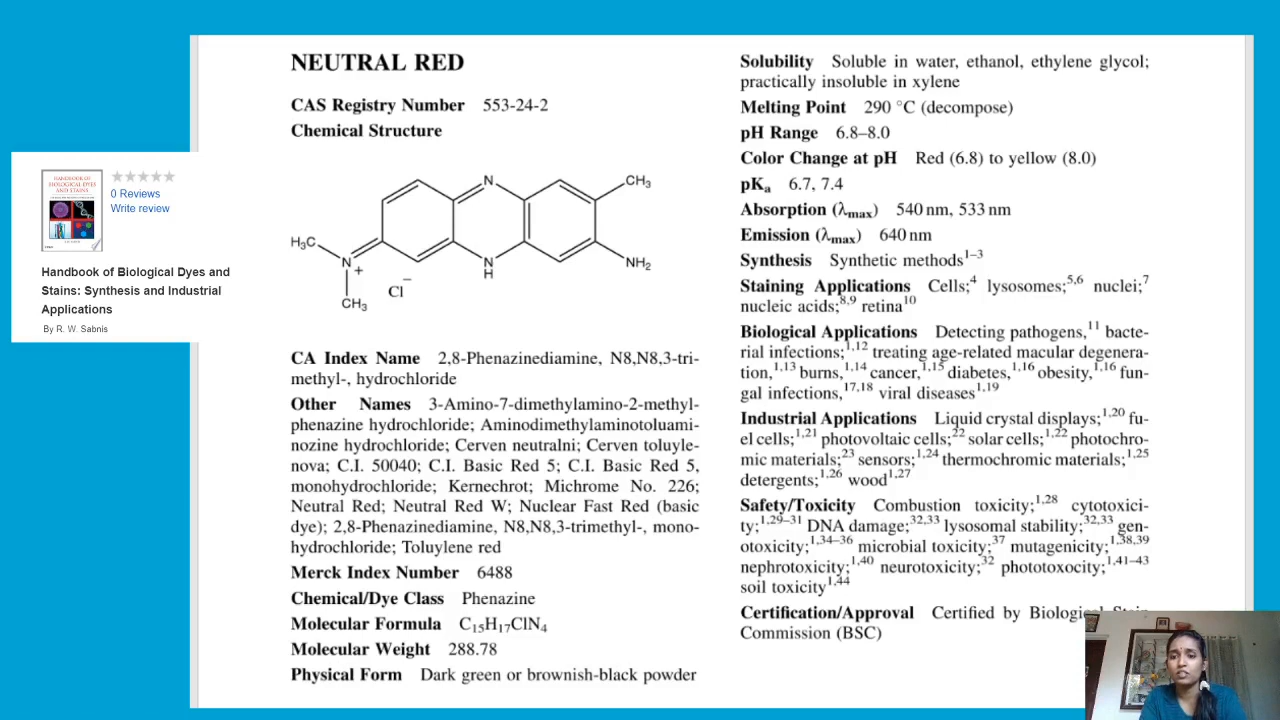 NEUTRAL RED
CAS Registry Number 553-24-2
Chemical Structure
N
CH3
H3C
N
+
N
H
NH2
CH3
Cl
−
CA Index Name 2,8-Phenazinediamine, N8,N8,3-tri-
methyl-, hydrochloride
Other Names 3-Amino-7-dimethylamino-2-methyl-
phenazine hydrochloride; Aminodimethylaminotoluami-
nozine hydrochloride; Cerven neutralni; Cerven toluyle-
nova; C.I. 50040; C.I. Basic Red 5; C.I. Basic Red 5,
monohydrochloride; Kernechrot; Michrome No. 226;
Neutral Red; Neutral Red W; Nuclear Fast Red (basic
dye); 2,8-Phenazinediamine, N8,N8,3-trimethyl-, mono-
hydrochloride; Toluylene red
Merck Index Number 6488
Chemical/Dye Class Phenazine
Molecular Formula C15H17ClN4
Molecular Weight 288.78
Physical Form Dark green or brownish-black powder
Solubility Soluble in water, ethanol, ethylene glycol;
practically insoluble in xylene
Melting Point 290 °C (decompose)
pH Range 6.8–8.0
Color Change at pH Red (6.8) to yellow (8.0)
pKa 6.7, 7.4
Absorption (λmax) 540 nm, 533 nm
Emission (λmax) 640 nm
Synthesis Synthetic methods1–3
Staining Applications Cells;4 lysosomes;5,6 nuclei;7
nucleic acids;8,9 retina10
Biological Applications Detecting pathogens,11 bacte-
rial infections;1,12 treating age-related macular degenera-
tion,1,13 burns,1,14 cancer,1,15 diabetes,1,16 obesity,1,16 fun-
gal infections,17,18 viral diseases1,19
Industrial Applications Liquid crystal displays;1,20 fu-
el cells;1,21 photovoltaic cells;22 solar cells;1,22 photochro-
mic materials;23 sensors;1,24 thermochromic materials;1,25
detergents;1,26 wood1,27
Safety/Toxicity Combustion toxicity;1,28 cytotoxici-
ty;1,29–31 DNA damage;32,33 lysosomal stability;32,33 gen-
otoxicity;1,34–36 microbial toxicity;37 mutagenicity;1,38,39
nephrotoxicity;1,40 neurotoxicity;32 phototoxocity;1,41–43
soil toxicity1,44
Certification/Approval Certified by Biological Stain
Commission (BSC)
HANDBOOK OF
BIOLOGICAL DYES
AND STAINS
0 Reviews
Write review
Handbook of Biological Dyes and
Stains: Synthesis and Industrial
Applications
By R. W. Sabnis